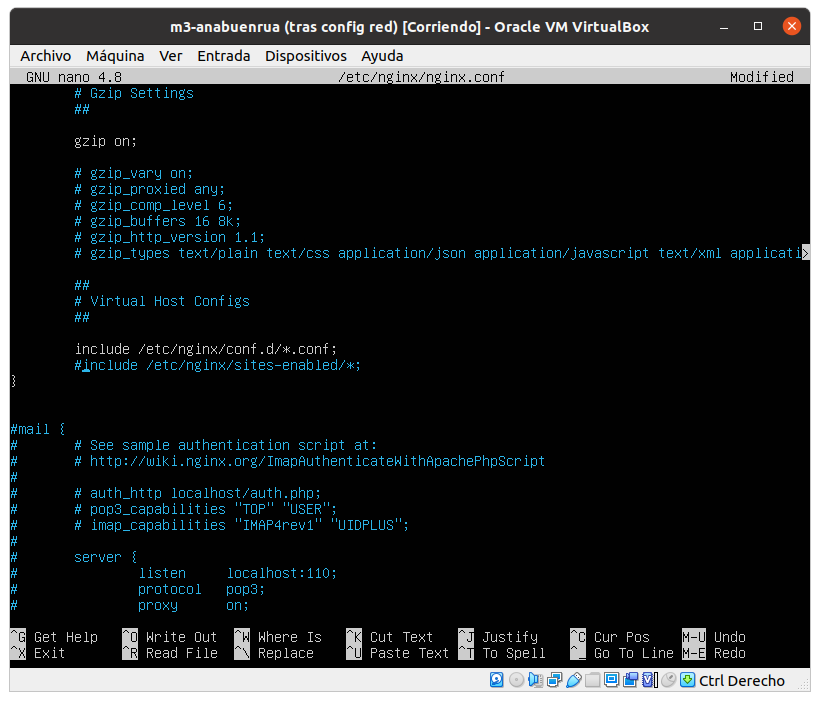 m3-anabuenrua (tras config red) [Corriendo] - Oracle VM VirtualBox
Archivo Máquina Ver Entrada Dispositivos Ayuda
GNU nano 4.8 /etc/nginx/nginx.conf Modified
# Gzip Settings
##
gzip on;
# gzip_vary on;
# gzip_proxied any;
# gzip_comp_level 6;
# gzip_buffers 16 8k;
# gzip_http_version 1.1;
# gzip_types text/plain text/css application/json application/javascript text/xml applicati>
##
# Virtual Host Configs
##
include /etc/nginx/conf.d/*.conf;
#include /etc/nginx/sites-enabled/*;
}
#mail {
# # See sample authentication script at:
# # http://wiki.nginx.org/ImapAuthenticateWithApachePhpScript
#
# # auth_http localhost/auth.php;
# # pop3_capabilities "TOP" "USER";
# # imap_capabilities "IMAP4rev1" "UIDPLUS";
#
# server {
# listen localhost:110;
# protocol pop3;
# proxy on;
^G Get Help ^O Write Out ^W Where Is ^K Cut Text ^J Justify ^C Cur Pos M-U Undo
^X Exit ^R Read File ^\ Replace ^U Paste Text ^T To Spell ^_ Go To Line M-E Redo
Ctrl Derecho